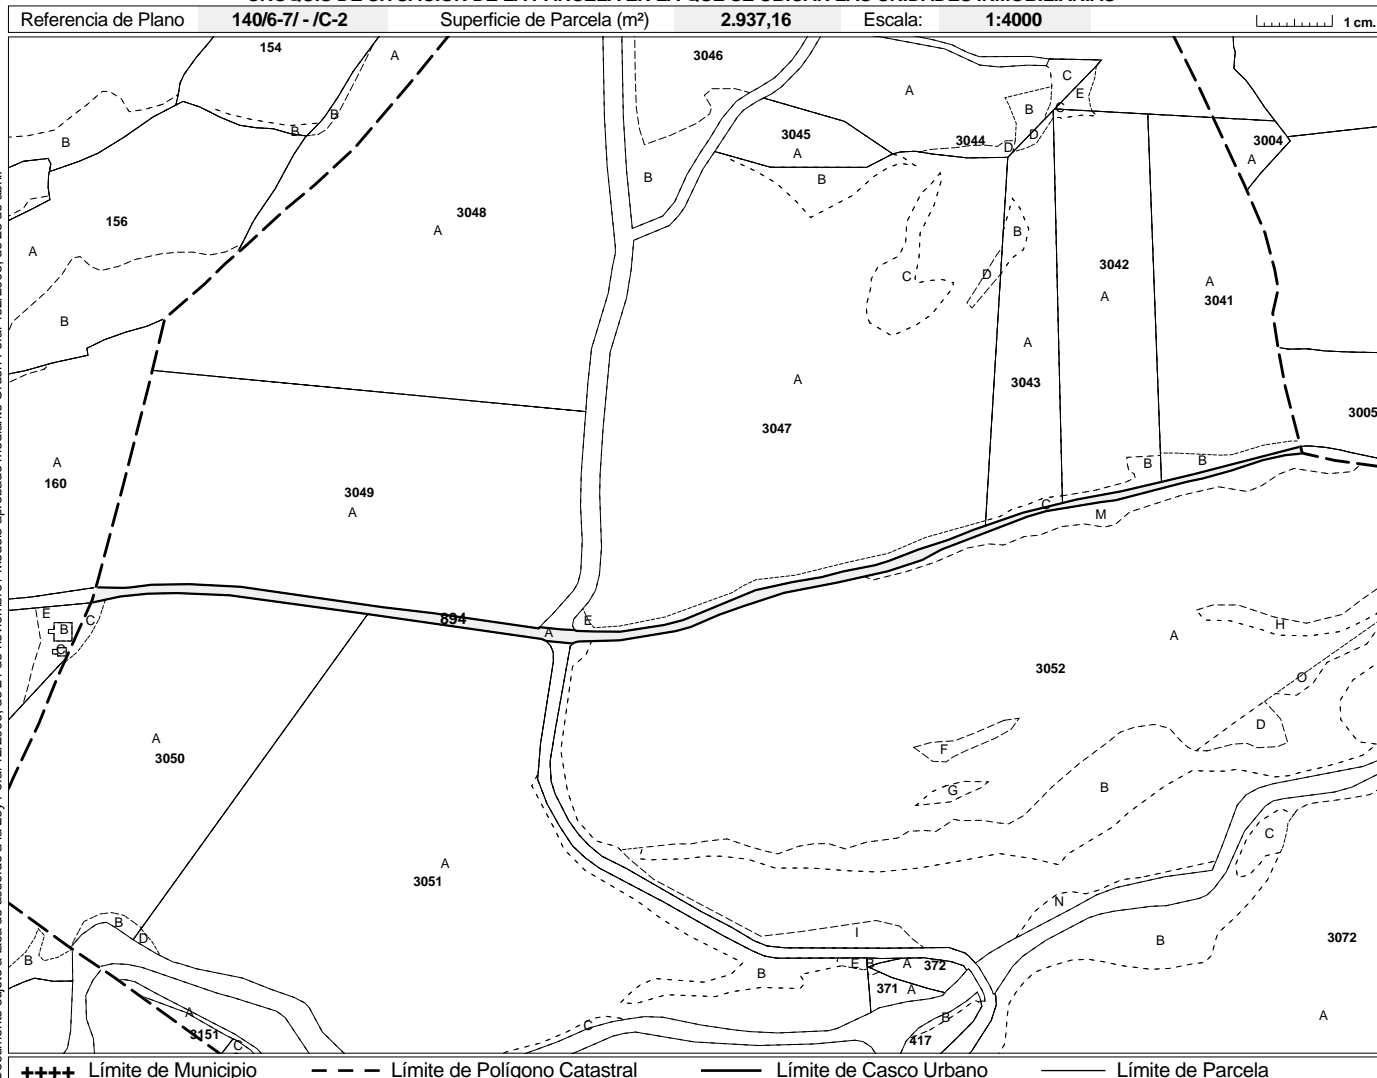 Referencia de Plano 140/6-7/ - /C-2 Superficie de Parcela (m²) 2.937,16 Escala: 1:4000 1 cm.
154
A
3046
A
C
E
B
B
B
B
C
3045
A
3044
D
D
3004
A
B
B
B
156
3048
A
A
B
C
D
B
3042
A
A
3041
B
A
3043
A
3047
3005
A
160
3049
A
B
B
C
M
E
C
B
C
894
A
E
H
A
3052
O
D
F
G
B
A
3050
A
3051
C
N
B
D
B
I
B
E
B
A
372
371
A
B
3072
A
A
3151
C
C
B
417
++++ Límite de Municipio
Límite de Polígono Catastral
Límite de Casco Urbano
Límite de Parcela